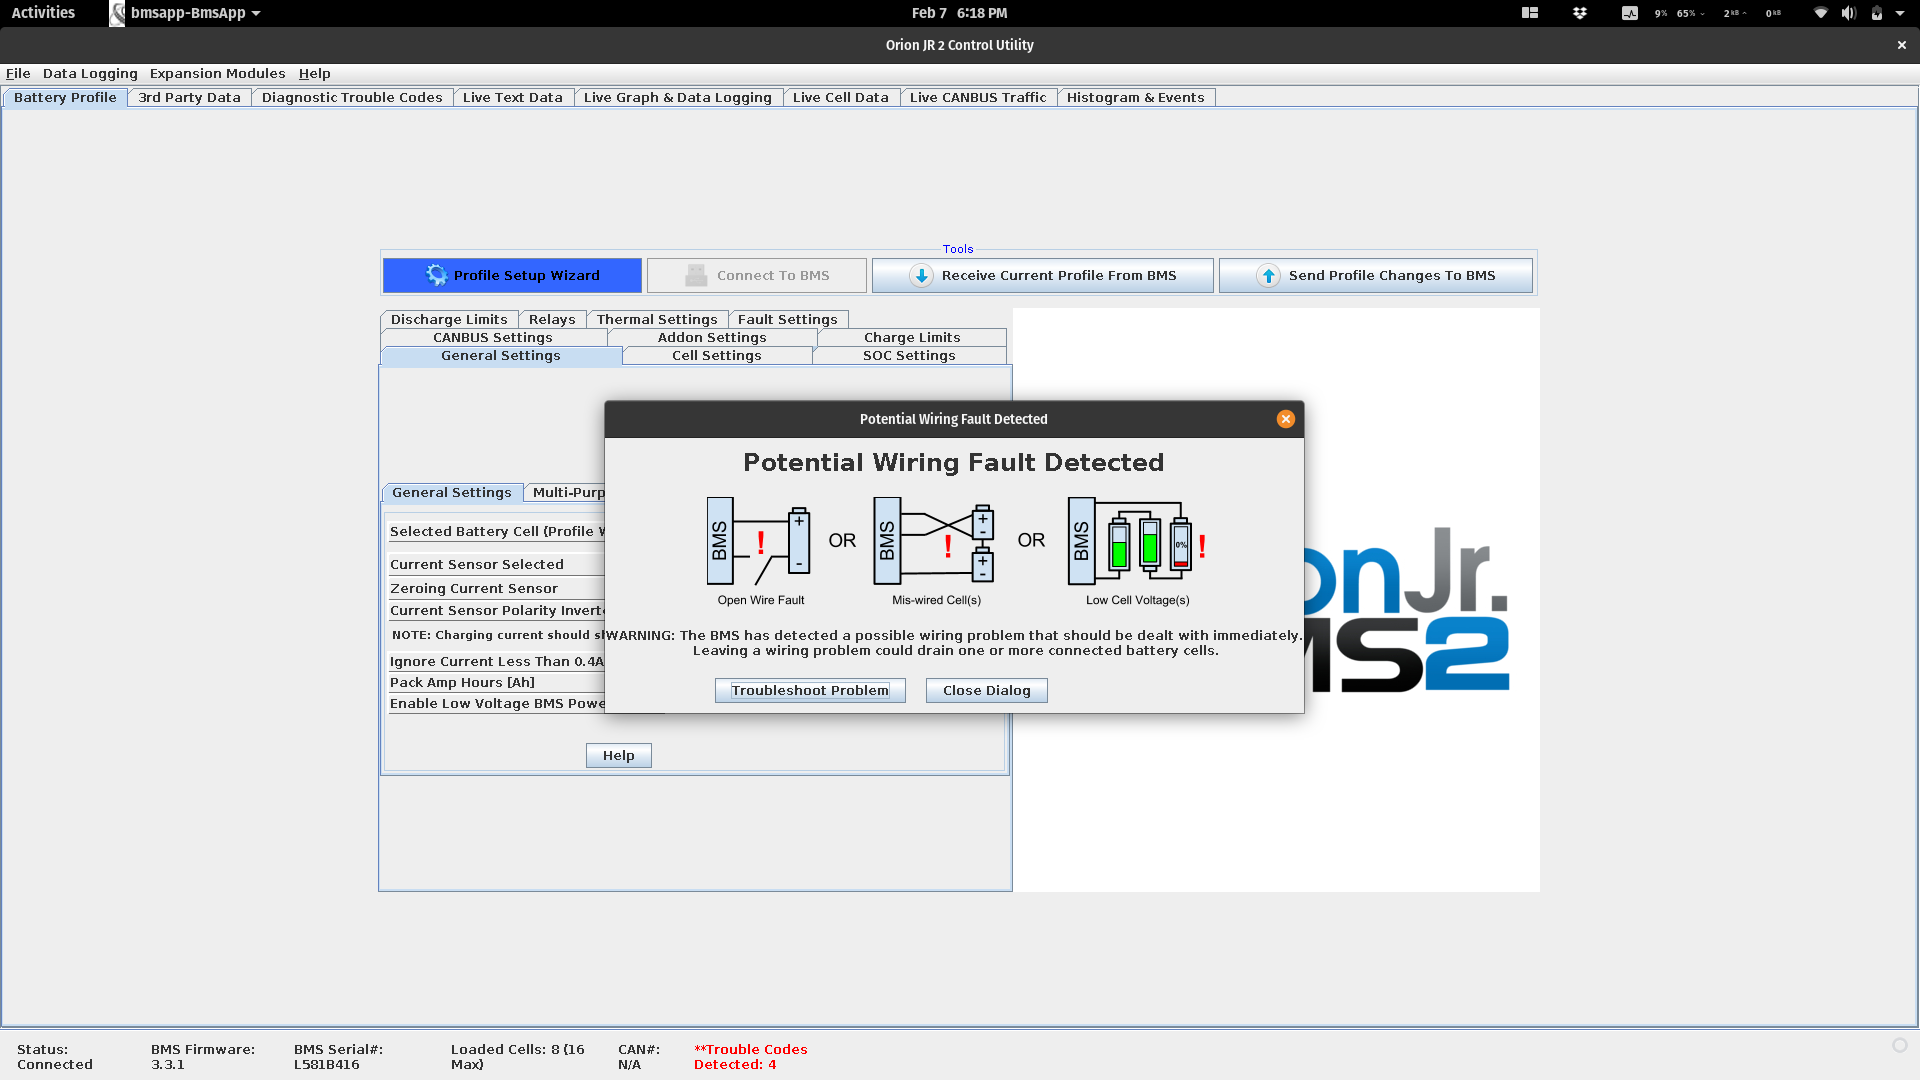 Activities
bmsapp-BmsApp
Feb 7 6:18 PM
9%
65%
2 kB
0 kB
Orion JR 2 Control Utility
File Data Logging Expansion Modules Help
Battery Profile
3rd Party Data
Diagnostic Trouble Codes
Live Text Data
Live Graph & Data Logging
Live Cell Data
Live CANBUS Traffic
Histogram & Events
Tools
Profile Setup Wizard
Connect To BMS
Receive Current Profile From BMS
Send Profile Changes To BMS
Discharge Limits
Relays
Thermal Settings
Fault Settings
CANBUS Settings
Addon Settings
Charge Limits
General Settings
Cell Settings
SOC Settings
Potential Wiring Fault Detected
Potential Wiring Fault Detected
BMS
!
+
-
OR
BMS
!
+
-
+
-
OR
BMS
0%
!
Open Wire Fault
Mis-wired Cell(s)
Low Cell Voltage(s)
WARNING: The BMS has detected a possible wiring problem that should be dealt with immediately.
Leaving a wiring problem could drain one or more connected battery cells.
Troubleshoot Problem
Close Dialog
General Settings
Multi-Purp
Selected Battery Cell (Profile W
Current Sensor Selected
Zeroing Current Sensor
Current Sensor Polarity Inverte
NOTE: Charging current should sl
Ignore Current Less Than 0.4A
Pack Amp Hours [Ah]
Enable Low Voltage BMS Powe
Help
onJr.
MS2
Status:
Connected
BMS Firmware:
3.3.1
BMS Serial#:
L581B416
Loaded Cells: 8 (16
Max)
CAN#:
N/A
**Trouble Codes
Detected: 4